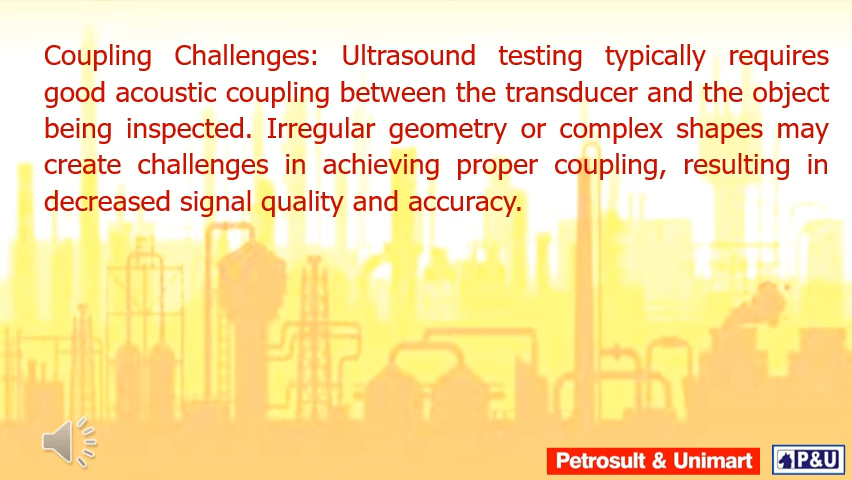 Coupling Challenges: Ultrasound testing typically requires
good acoustic coupling between the transducer and the object
being inspected. Irregular geometry or complex shapes may
create challenges in achieving proper coupling, resulting in
decreased signal quality and accuracy.
Petrosult & Unimart
P&U